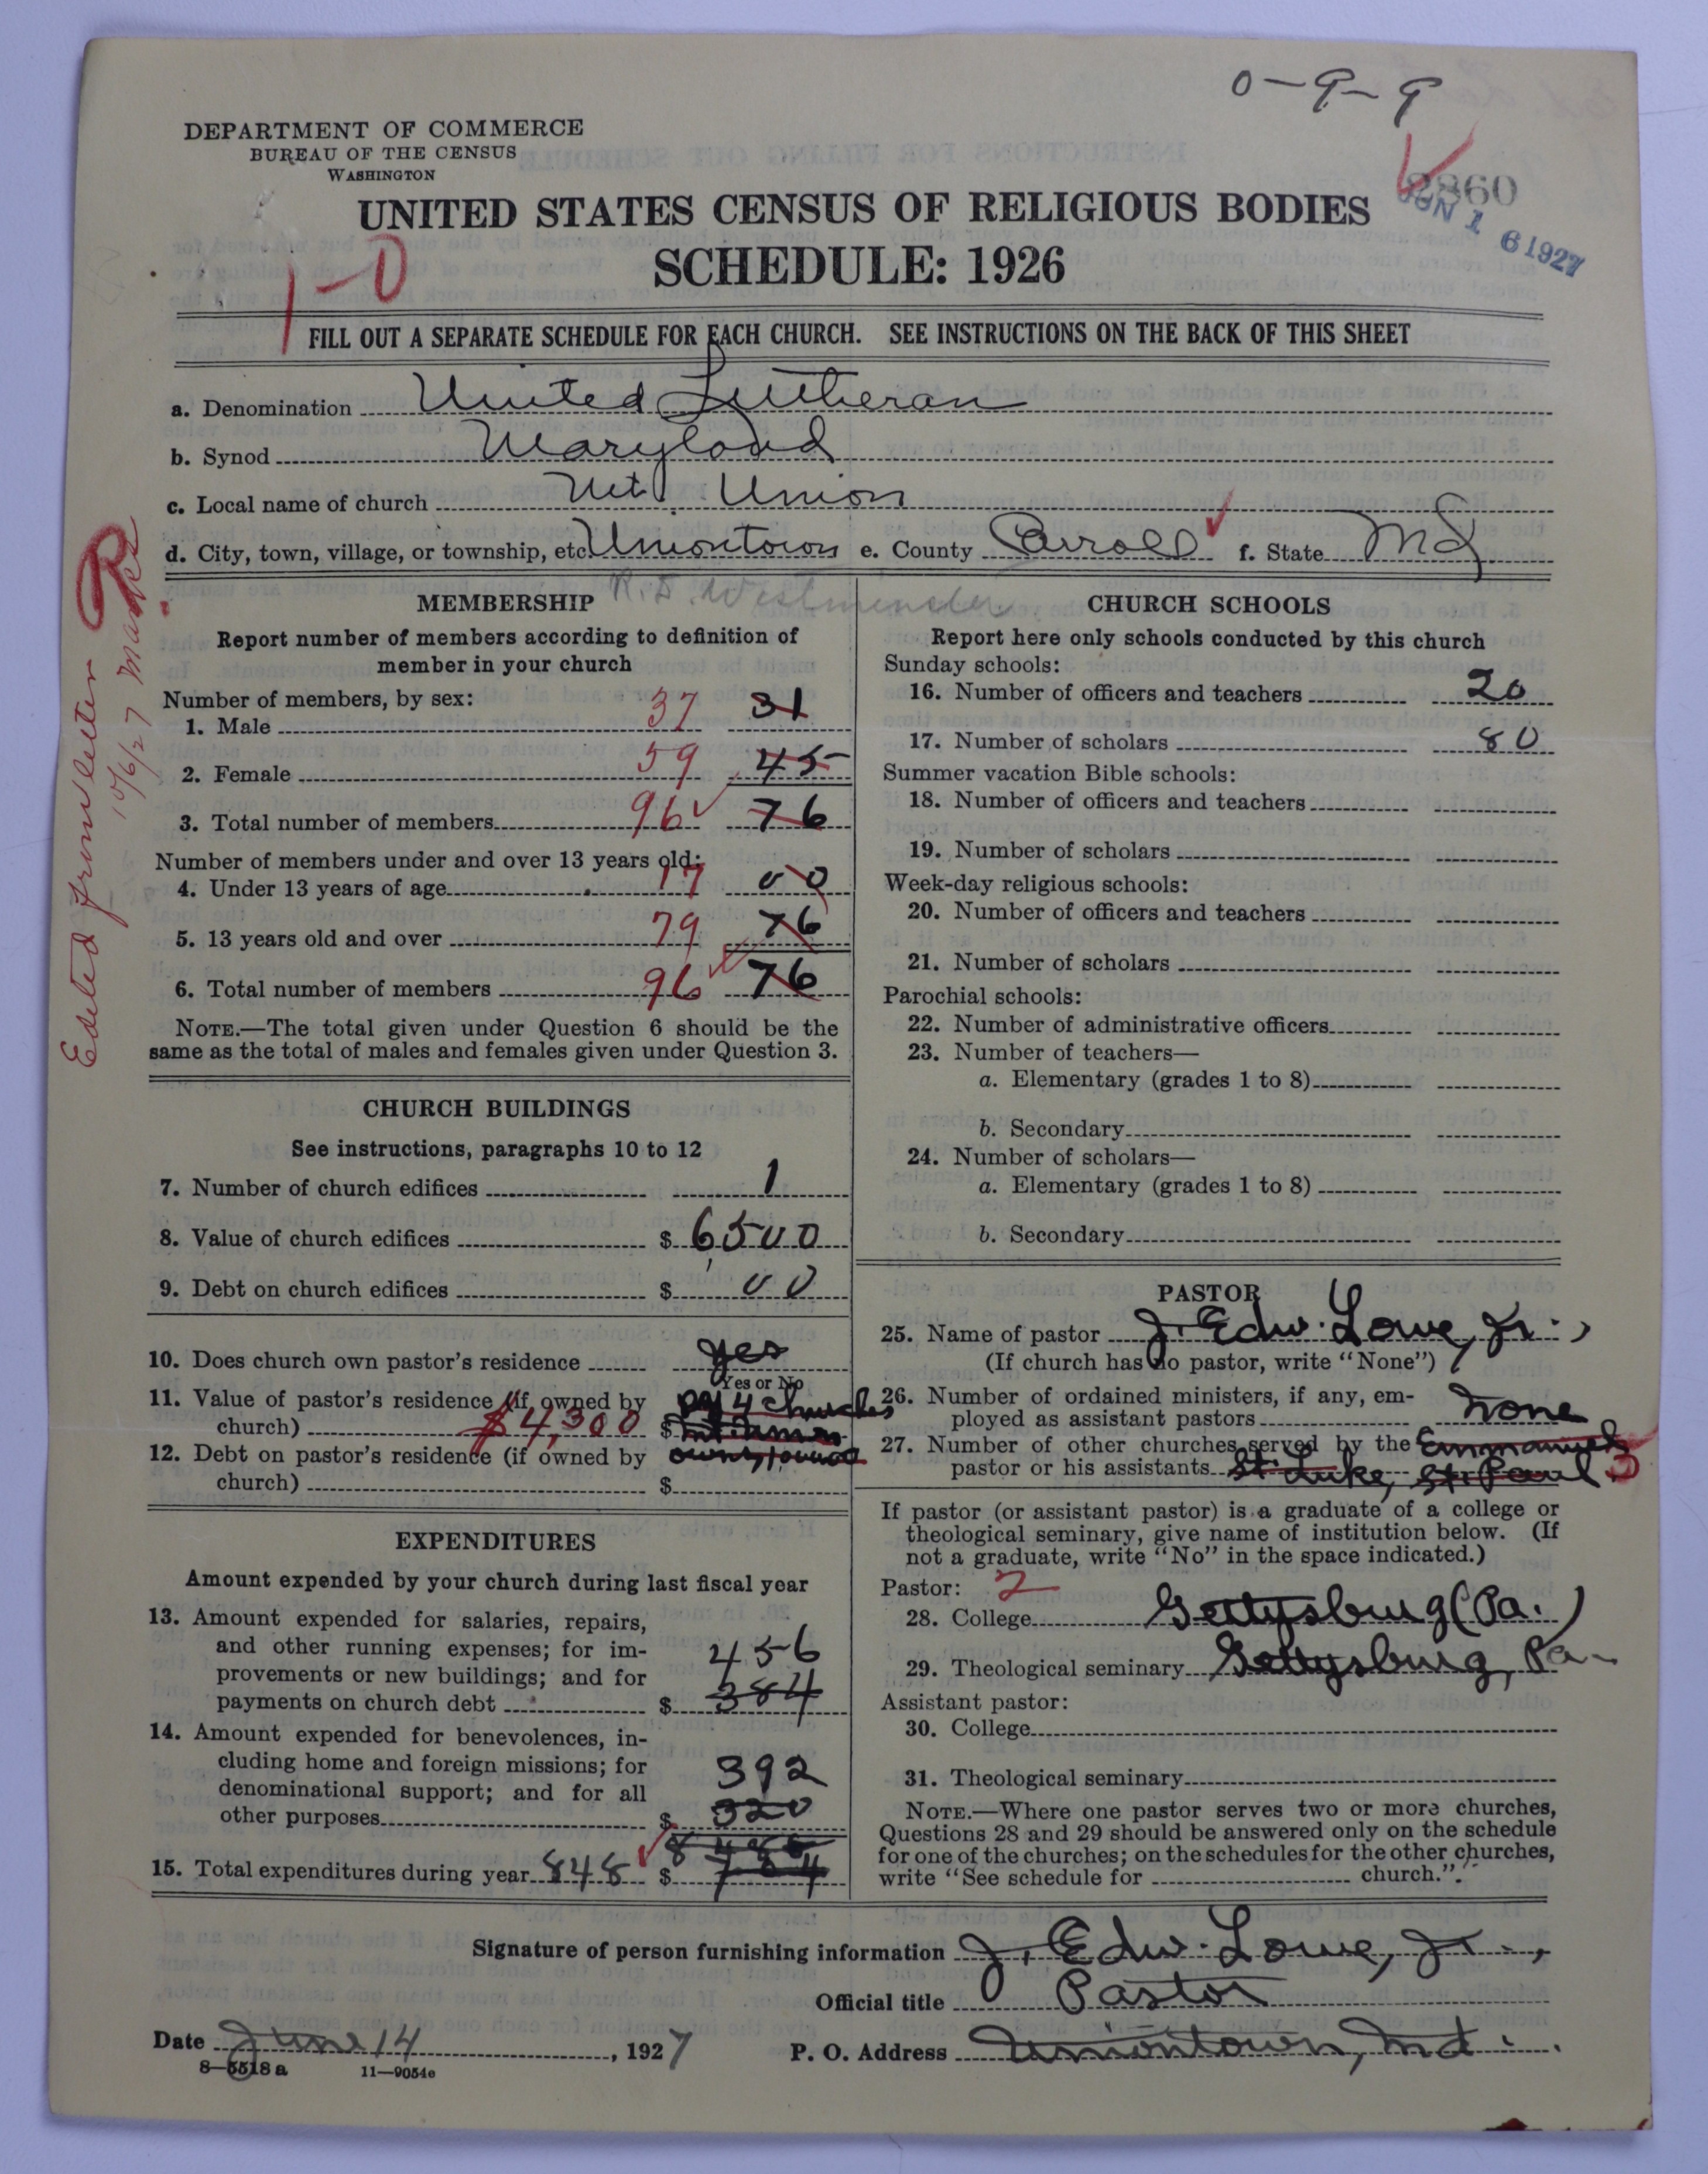 0-9-9
DEPARTMENT OF COMMERCE
BUREAU OF THE CENSUS
WASHINGTON
2860
JUN 16 1927
UNITED STATES CENSUS OF RELIGIOUS BODIES
SCHEDULE: 1926
1-0
FILL OUT A SEPARATE SCHEDULE FOR EACH CHURCH. SEE INSTRUCTIONS ON THE BACK OF THIS SHEET
a. Denomination United Lutheran
b. Synod Maryland
c. Local name of church Mt. Union
d. City, town, village, or township, etc. Uniontown e. County Carroll f. State Md
R.D. Westminster
Edited from letter
10/6/27
MEMBERSHIP
Report number of members according to definition of
member in your church
Number of members, by sex:
1. Male 37 31
2. Female 59 45
3. Total number of members 96 76
Number of members under and over 13 years old:
4. Under 13 years of age 17 00
5. 13 years old and over 79 76
6. Total number of members 96 76
NOTE.—The total given under Question 6 should be the
same as the total of males and females given under Question 3.
CHURCH BUILDINGS
See instructions, paragraphs 10 to 12
7. Number of church edifices 1
8. Value of church edifices $ 6500
9. Debt on church edifices $ 00
10. Does church own pastor's residence yes
Yes or No
11. Value of pastor's residence (if owned by
church) $4,300 $
12. Debt on pastor's residence (if owned by
church) $
4 churches
EXPENDITURES
Amount expended by your church during last fiscal year
13. Amount expended for salaries, repairs,
and other running expenses; for im-
provements or new buildings; and for
payments on church debt $ 456
384
14. Amount expended for benevolences, in-
cluding home and foreign missions; for
denominational support; and for all
other purposes $ 392
320
15. Total expenditures during year 848 $
CHURCH SCHOOLS
Report here only schools conducted by this church
Sunday schools:
16. Number of officers and teachers 20
17. Number of scholars 80
Summer vacation Bible schools:
18. Number of officers and teachers
19. Number of scholars
Week-day religious schools:
20. Number of officers and teachers
21. Number of scholars
Parochial schools:
22. Number of administrative officers
23. Number of teachers—
a. Elementary (grades 1 to 8)
b. Secondary
24. Number of scholars—
a. Elementary (grades 1 to 8)
b. Secondary
PASTOR
25. Name of pastor J. Edw. Lowe, Jr.,
(If church has no pastor, write "None")
26. Number of ordained ministers, if any, em-
ployed as assistant pastors none
27. Number of other churches served by the Emmanuel
pastor or his assistants St. Luke, St. Paul 3
If pastor (or assistant pastor) is a graduate of a college or
theological seminary, give name of institution below. (If
not a graduate, write "No" in the space indicated.)
Pastor: 2
28. College Gettysburg (Pa.)
29. Theological seminary Gettysburg, Pa.
Assistant pastor:
30. College
31. Theological seminary
NOTE.—Where one pastor serves two or more churches,
Questions 28 and 29 should be answered only on the schedule
for one of the churches; on the schedules for the other churches,
write "See schedule for church."
Signature of person furnishing information J. Edw. Lowe, Jr.,
Official title Pastor
Date June 14, 1927 P. O. Address Uniontown, Md.
8—5518a 11—9054e